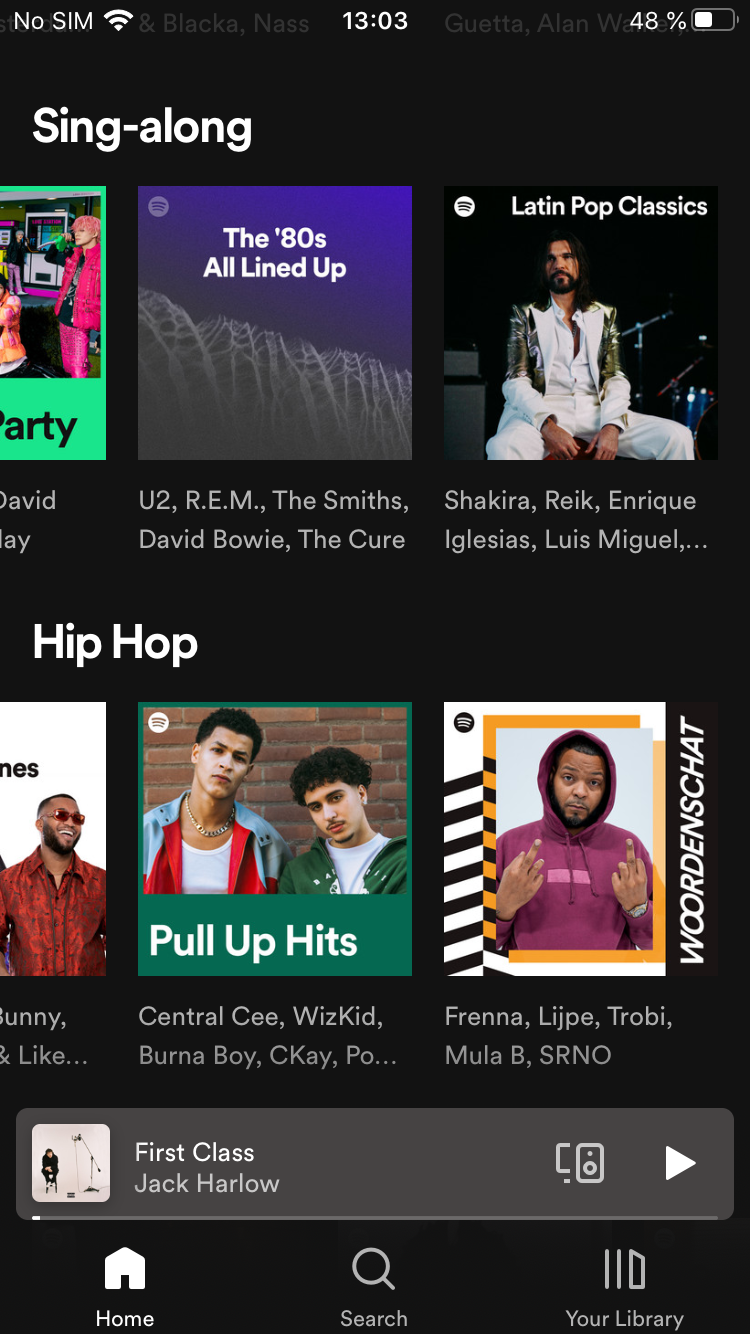 No SIM 13:03 48 %
& Blacka, Nass Guetta, Alan
Sing-along
Party
The '80s
All Lined Up
Latin Pop Classics
David
U2, R.E.M., The Smiths,
David Bowie, The Cure
Shakira, Reik, Enrique
Iglesias, Luis Miguel,...
Hip Hop
nes
Pull Up Hits
WOORDENSCHAT
Bunny,
& Like...
Central Cee, WizKid,
Burna Boy, CKay, Po...
Frenna, Lijpe, Trobi,
Mula B, SRNO
First Class
Jack Harlow
Home
Search
Your Library